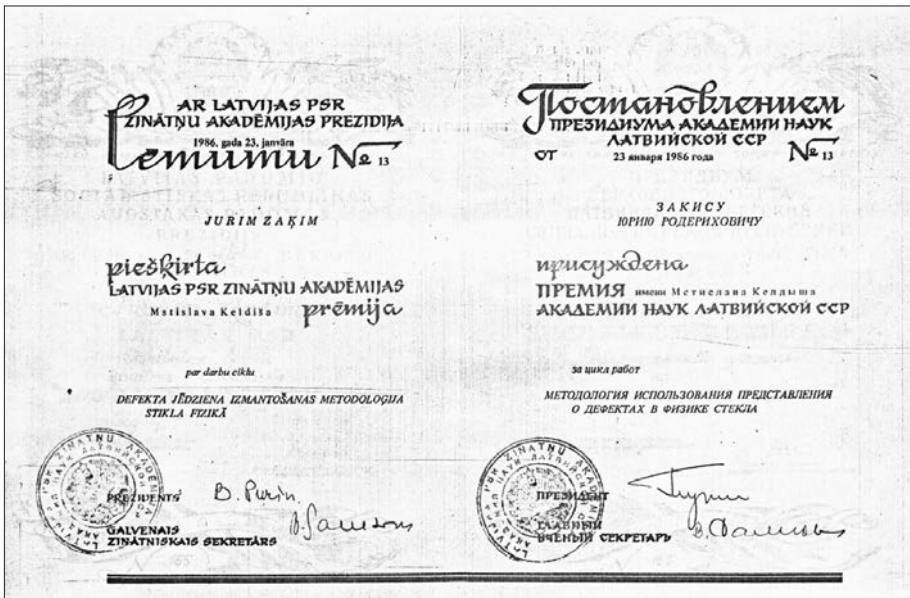 AR LATVIJAS PSR
ZINĀTŅU AKADĒMIJAS PREZIDIJA
1986. gada 23. janvāra
Lēmumu № 13
JURIM ZAĶIM
piešķirta
LATVIJAS PSR ZINĀTŅU AKADĒMIJAS
Mstislava Keldiša prēmija
par darbu ciklu
DEFEKTA JĒDZIENA IZMANTOŠANAS METODOLOĢIJA
STIKLA FIZIKĀ
PREZIDENTS
GALVENAIS
ZINĀTNISKAIS SEKRETĀRS
Постановлением
ПРЕЗИДИУМА АКАДЕМИИ НАУК
ЛАТВИЙСКОЙ ССР
ОТ 23 января 1986 года № 13
ЗАКИСУ
ЮРИЮ РОДЕРИХОВИЧУ
присуждена
ПРЕМИЯ имени Мстислава Келдыша
АКАДЕМИИ НАУК ЛАТВИЙСКОЙ ССР
за цикл работ
МЕТОДОЛОГИЯ ИСПОЛЬЗОВАНИЯ ПРЕДСТАВЛЕНИЯ
О ДЕФЕКТАХ В ФИЗИКЕ СТЕКЛА
ПРЕЗИДЕНТ
ГЛАВНЫЙ
УЧЕНЫЙ СЕКРЕТАРЬ